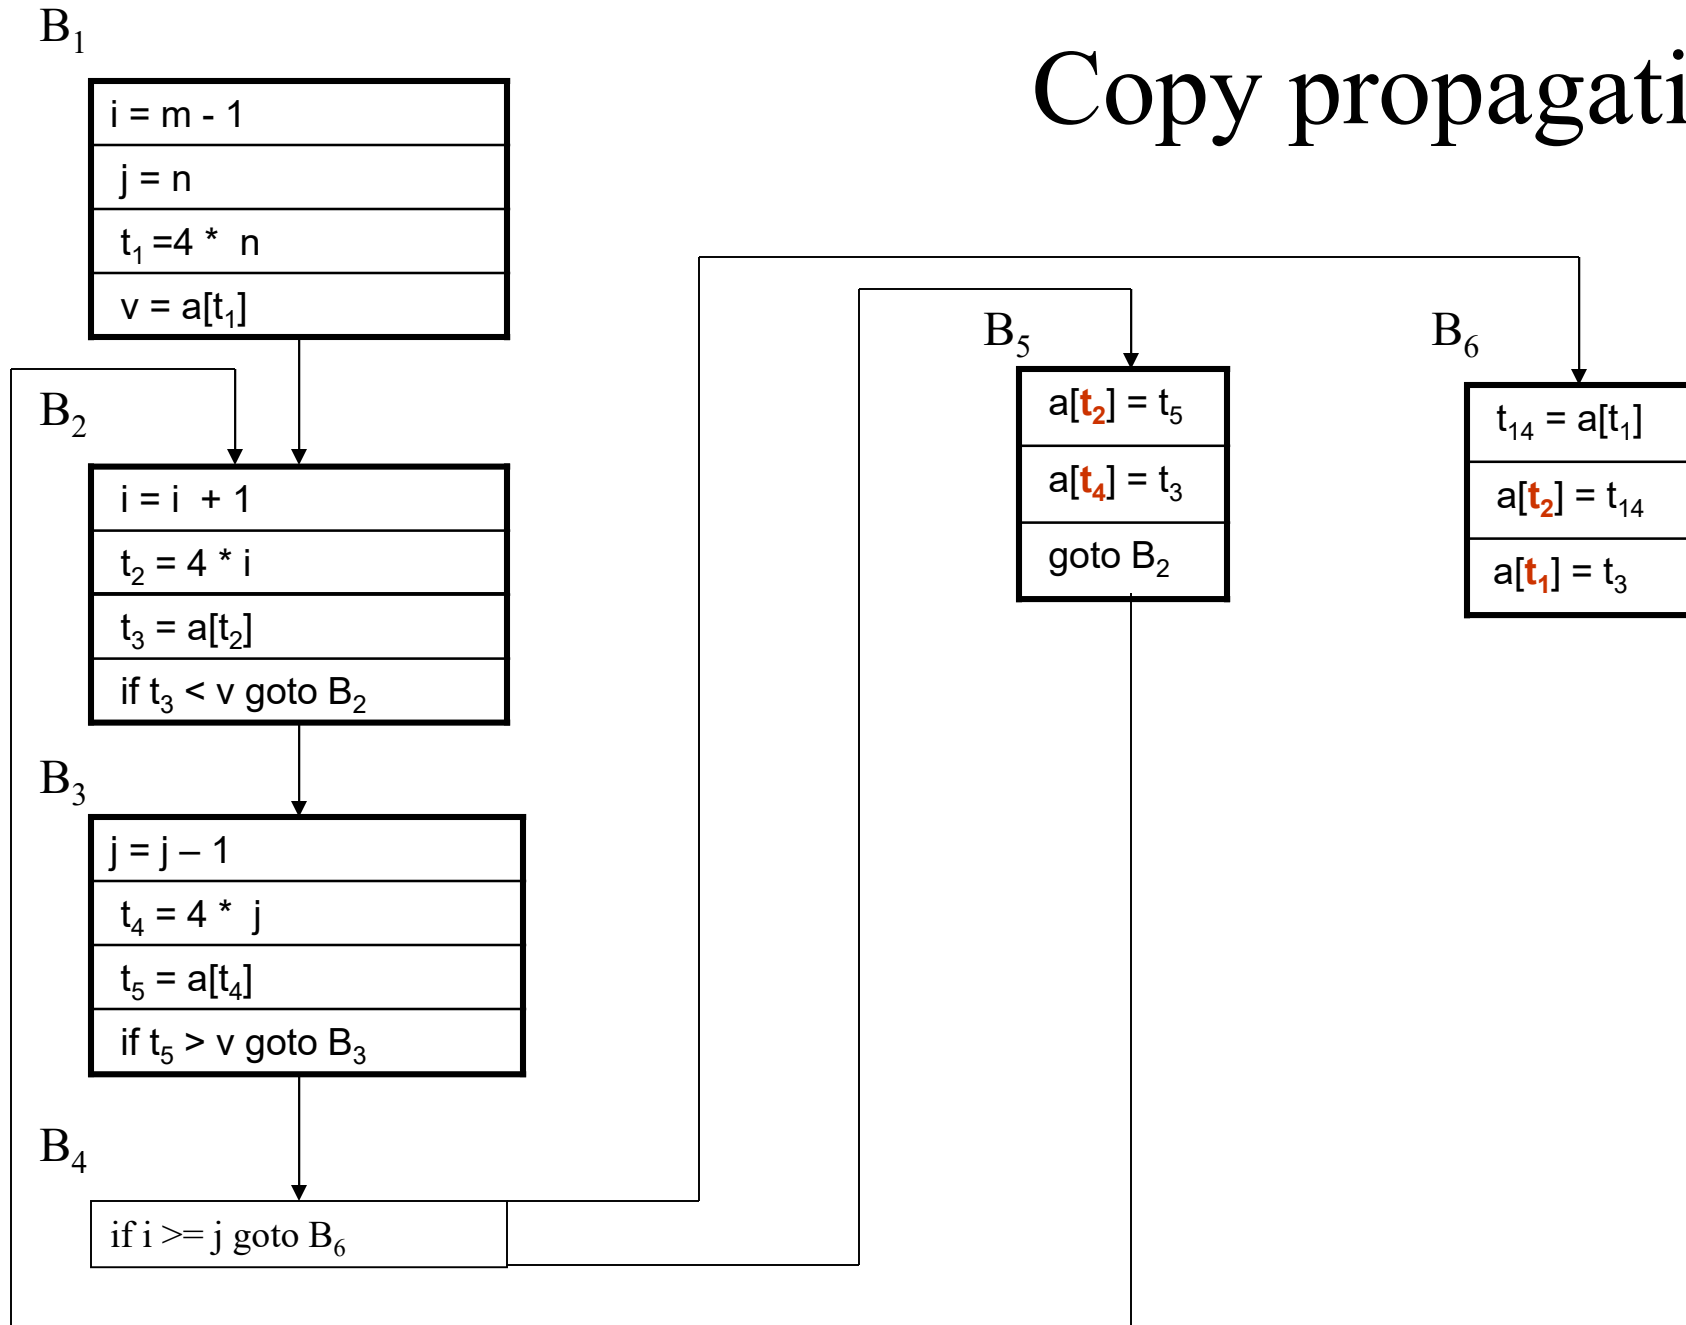 Copy propagati
B₁
i = m - 1
j = n
t₁ =4 * n
v = a[t₁]
B₂
i = i + 1
t₂ = 4 * i
t₃ = a[t₂]
if t₃ < v goto B₂
B₃
j = j – 1
t₄ = 4 * j
t₅ = a[t₄]
if t₅ > v goto B₃
B₄
if i >= j goto B₆
B₅
a[t₂] = t₅
a[t₄] = t₃
goto B₂
B₆
t₁₄ = a[t₁]
a[t₂] = t₁₄
a[t₁] = t₃